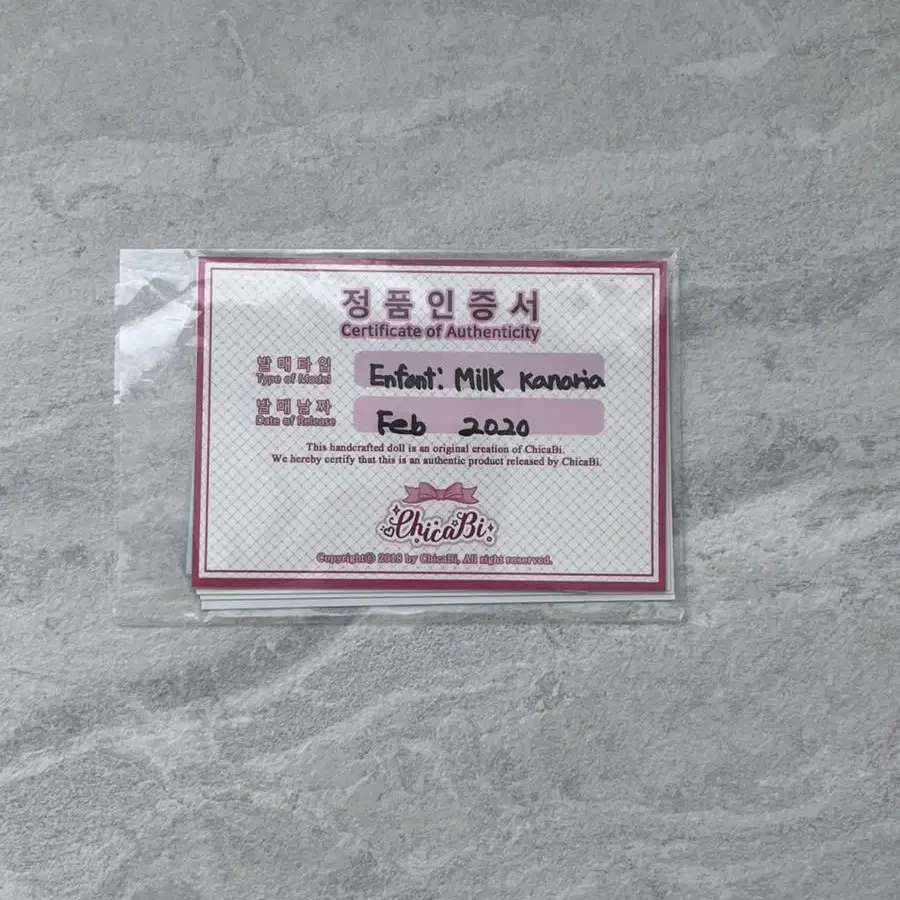 정품인증서
Certificate of Authenticity
발매타입
Type of Model
Enfant: Milk Kanaria
발매날짜
Date of Release
Feb 2020
This handcrafted doll is an original creation of ChicaBi.
We hereby certify that this is an authentic product released by ChicaBi.
ChicaBi
Copyright© 2018 by ChicaBi, All right reserved.